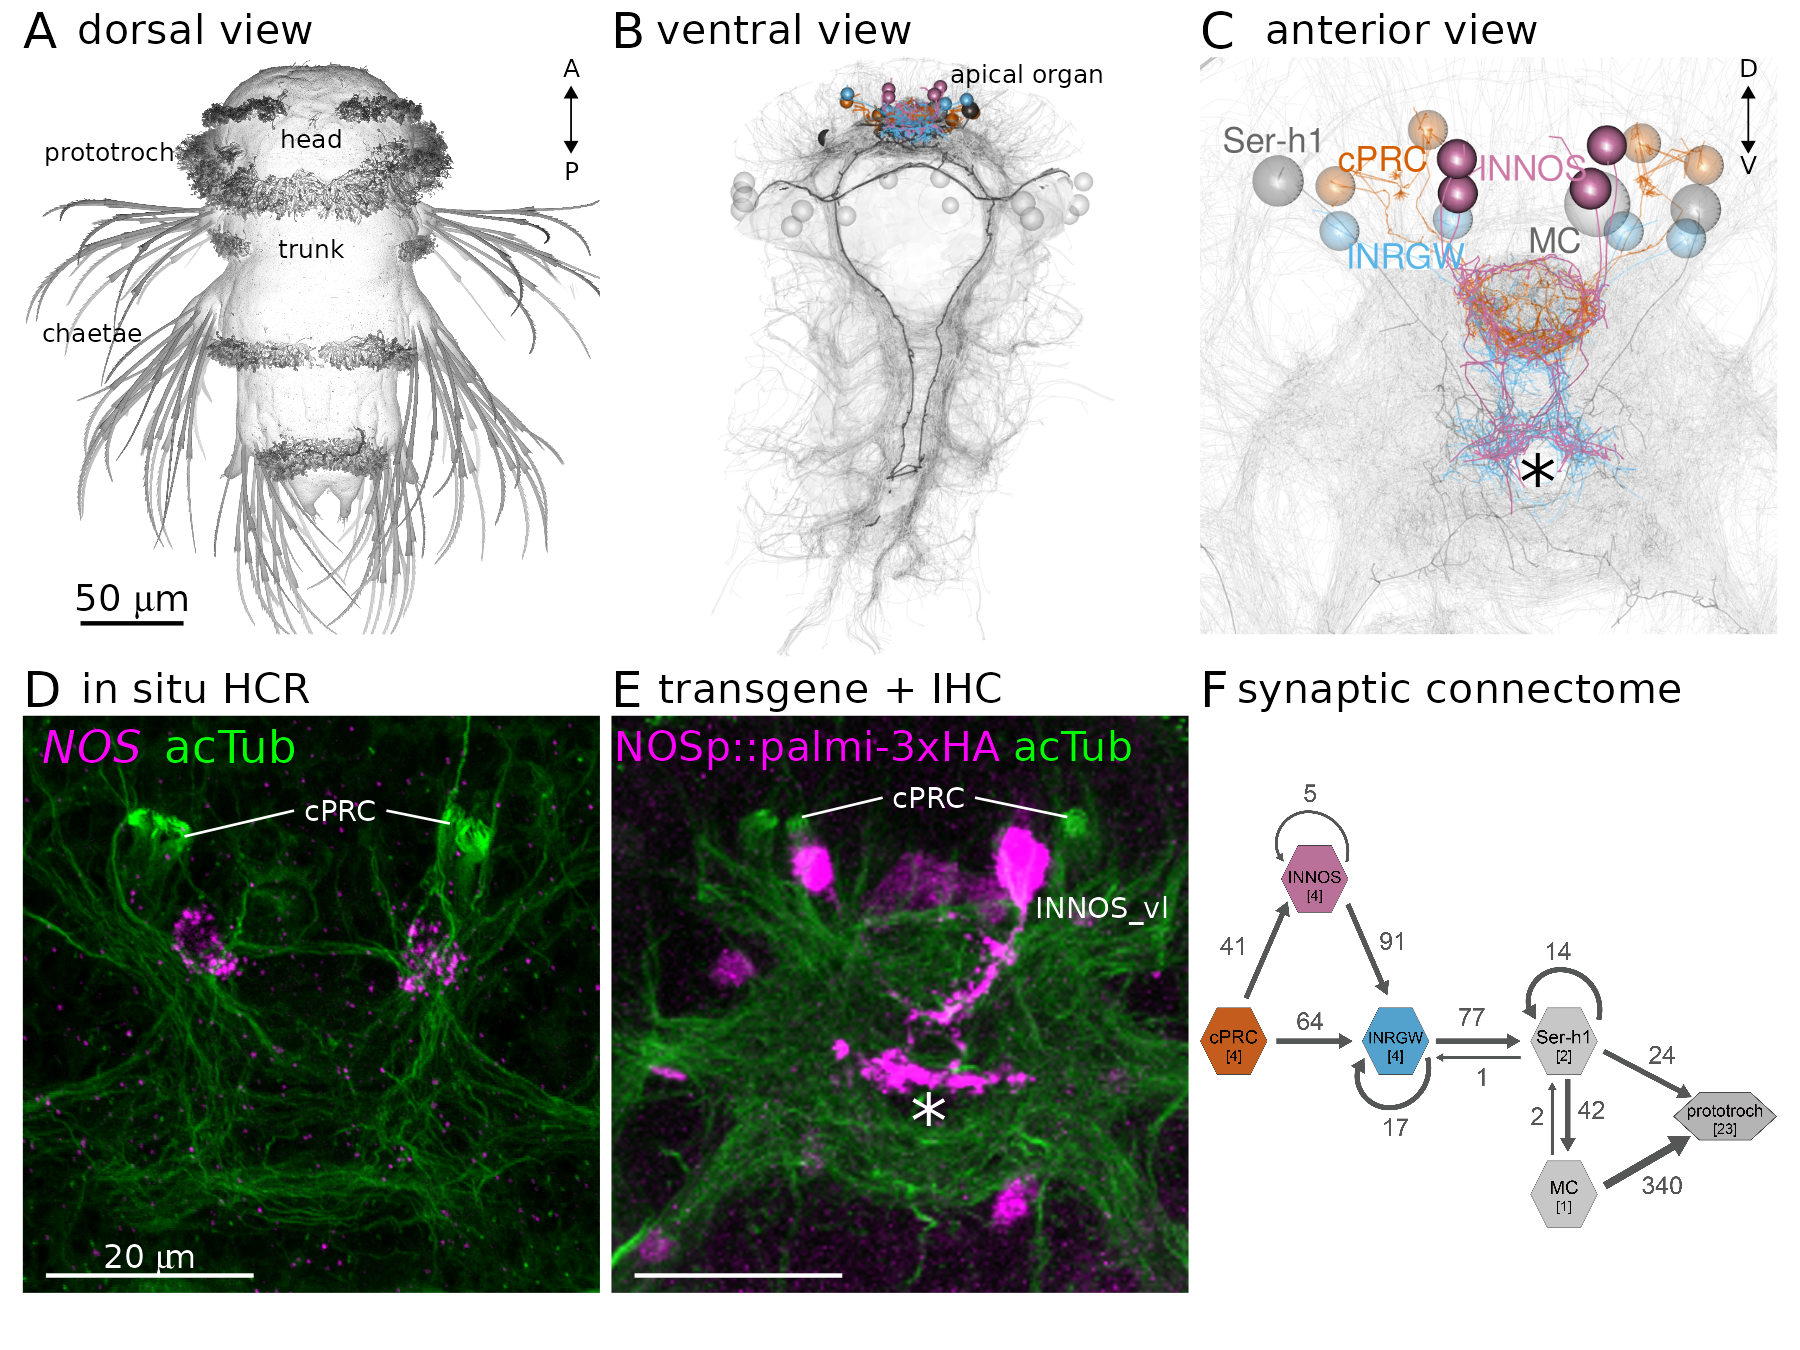 A dorsal view
A
P
prototroch
head
trunk
chaetae
50 µm
B ventral view
apical organ
C anterior view
D
V
Ser-h1
cPRC
INNOS
INRGW
MC
*
D in situ HCR
NOS acTub
cPRC
20 µm
E transgene + IHC
NOSp::palmi-3xHA acTub
cPRC
INNOS_vl
*
F synaptic connectome
5
INNOS
[4]
41
91
14
cPRC
[4]
64
INRGW
[4]
77
1
17
Ser-h1
[2]
24
2
42
prototroch
[23]
MC
[1]
340